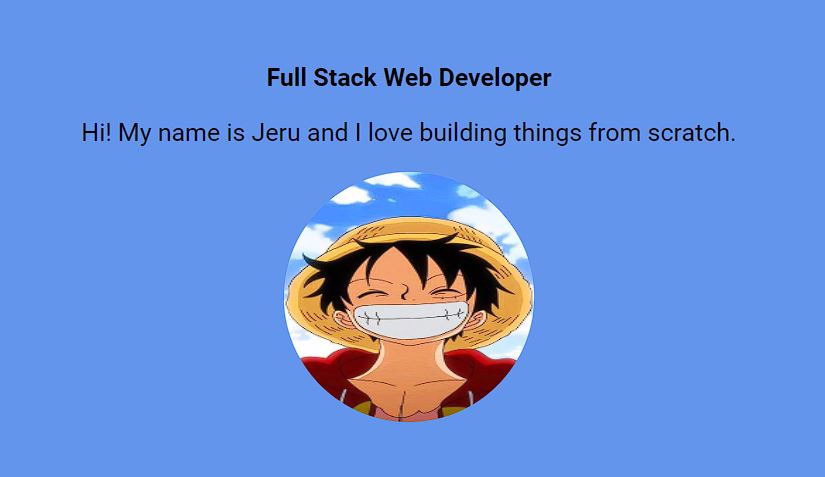 Full Stack Web Developer
Hi! My name is Jeru and I love building things from scratch.